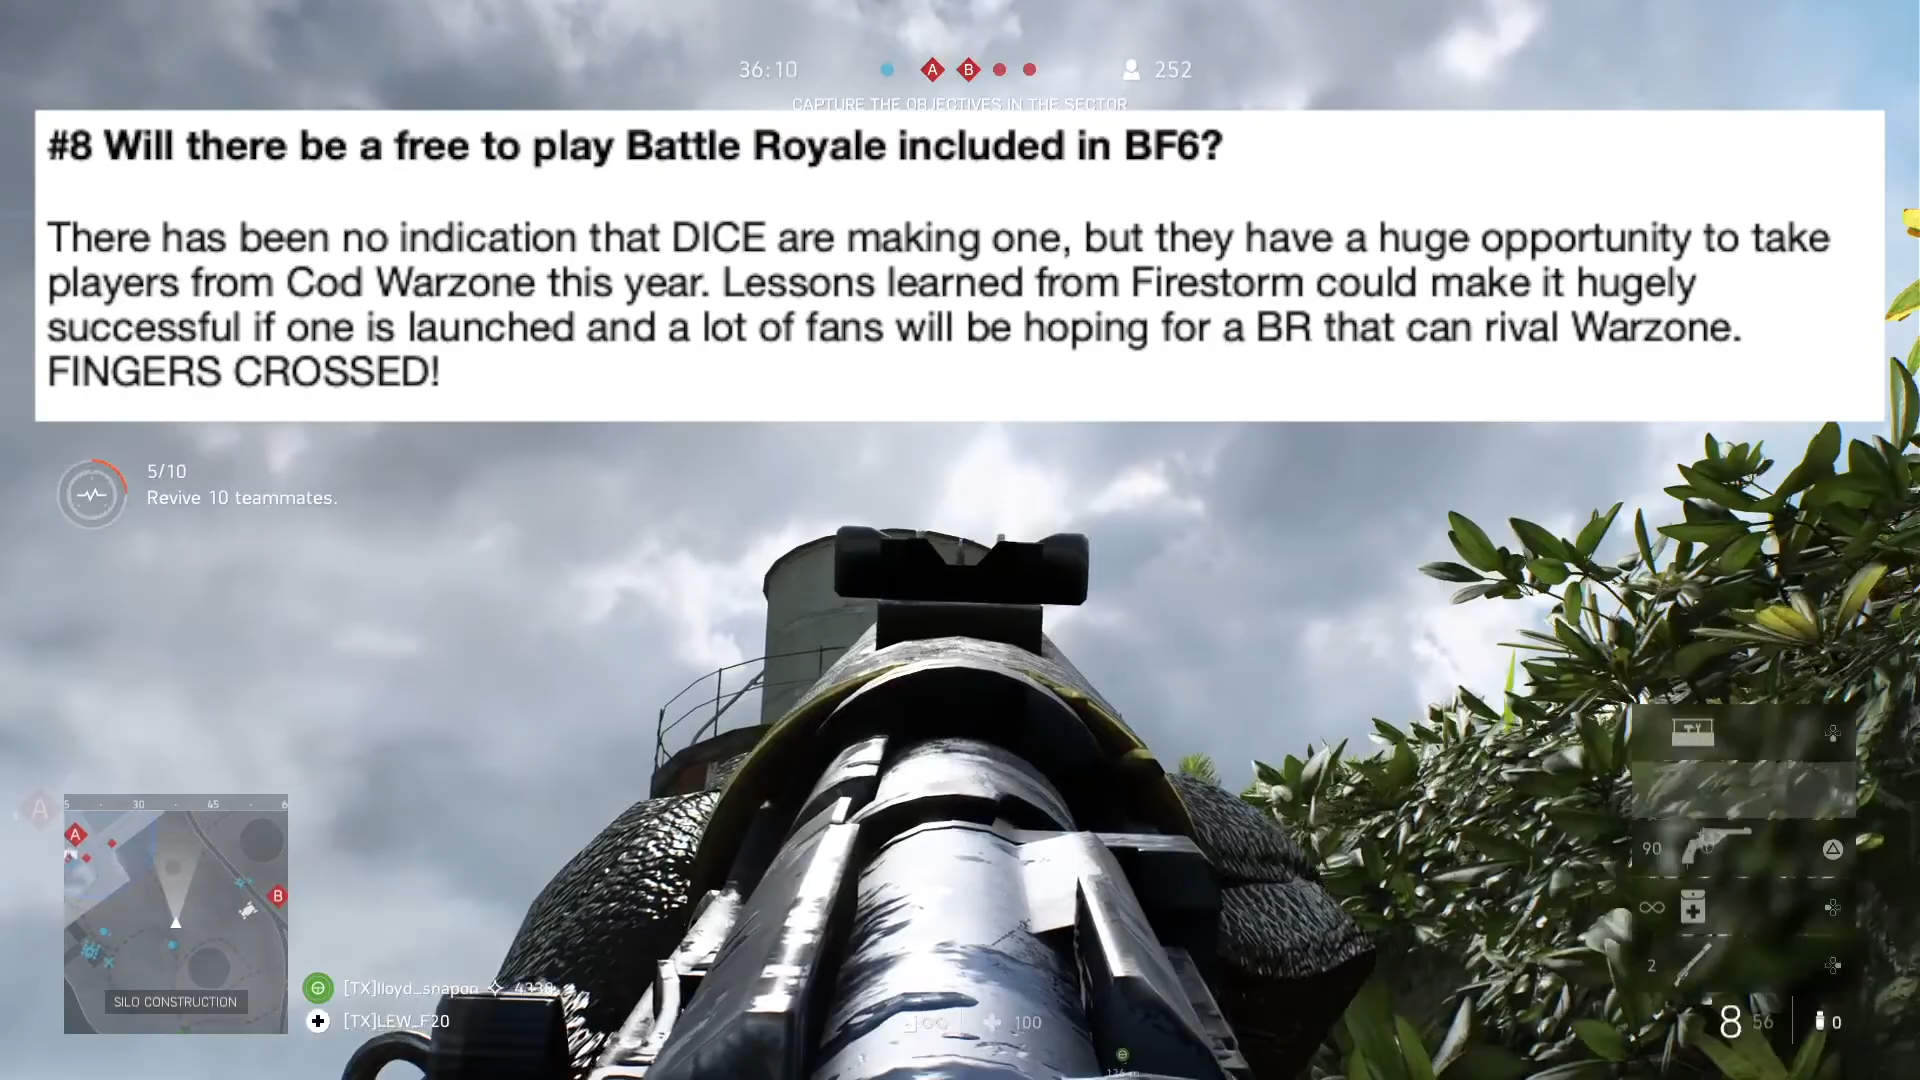 36:10
A
B
252
CAPTURE THE OBJECTIVES IN THE SECTOR
#8 Will there be a free to play Battle Royale included in BF6?
There has been no indication that DICE are making one, but they have a huge opportunity to take
players from Cod Warzone this year. Lessons learned from Firestorm could make it hugely
successful if one is launched and a lot of fans will be hoping for a BR that can rival Warzone.
FINGERS CROSSED!
5/10
Revive 10 teammates.
A
30
45
A
B
SILO CONSTRUCTION
[TX]lloyd_snapon
[TX]LEW_F20
100
90
∞
2
8 56
0